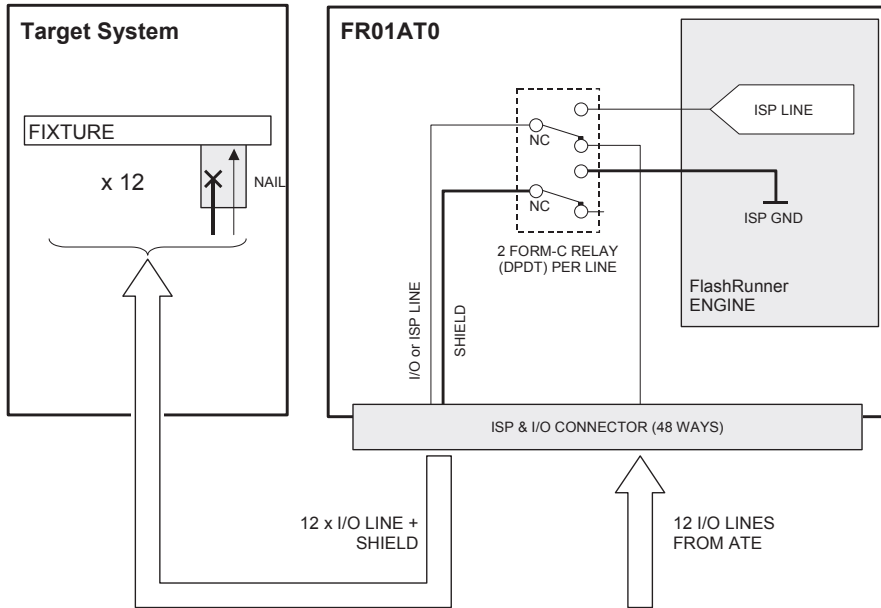 Target System
FIXTURE
x 12
NAIL
FR01AT0
ISP LINE
NC
NC
ISP GND
2 FORM-C RELAY
(DPDT) PER LINE
FlashRunner
ENGINE
I/O or ISP LINE
SHIELD
ISP & I/O CONNECTOR (48 WAYS)
12 x I/O LINE +
SHIELD
12 I/O LINES
FROM ATE